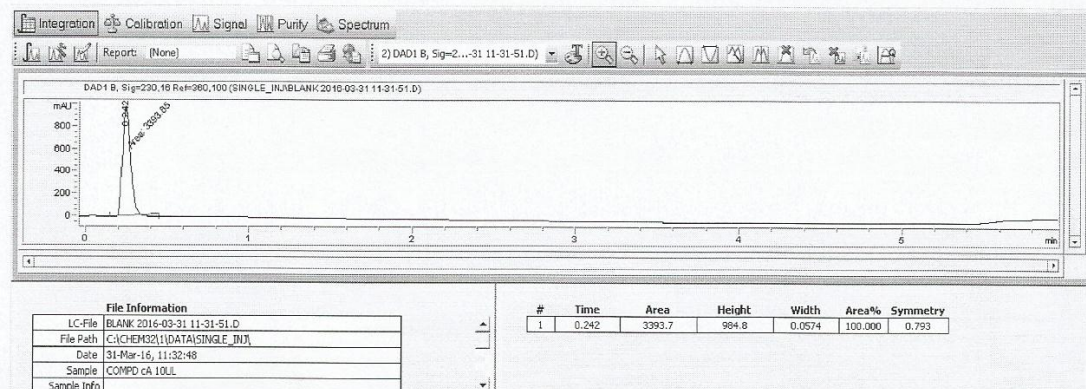 Integration Calibration Signal Purify Spectrum
Report: (None) 2) DAD1 B, Sig=2...-31 11-31-51.D)
DAD1 B, Sig=230,16 Ref=360,100 (SINGLE_INJ\BLANK 2016-03-31 11-31-51.D)
mAU
0.242
Area: 3393.65
800
600
400
200
0
0 1 2 3 4 5 min
File Information
LC-File BLANK 2016-03-31 11-31-51.D
File Path C:\CHEM32\1\DATA\SINGLE_INJ\
Date 31-Mar-16, 11:32:48
Sample COMPD cA 10UL
Sample Info
# Time Area Height Width Area% Symmetry
1 0.242 3393.7 984.8 0.0574 100.000 0.793